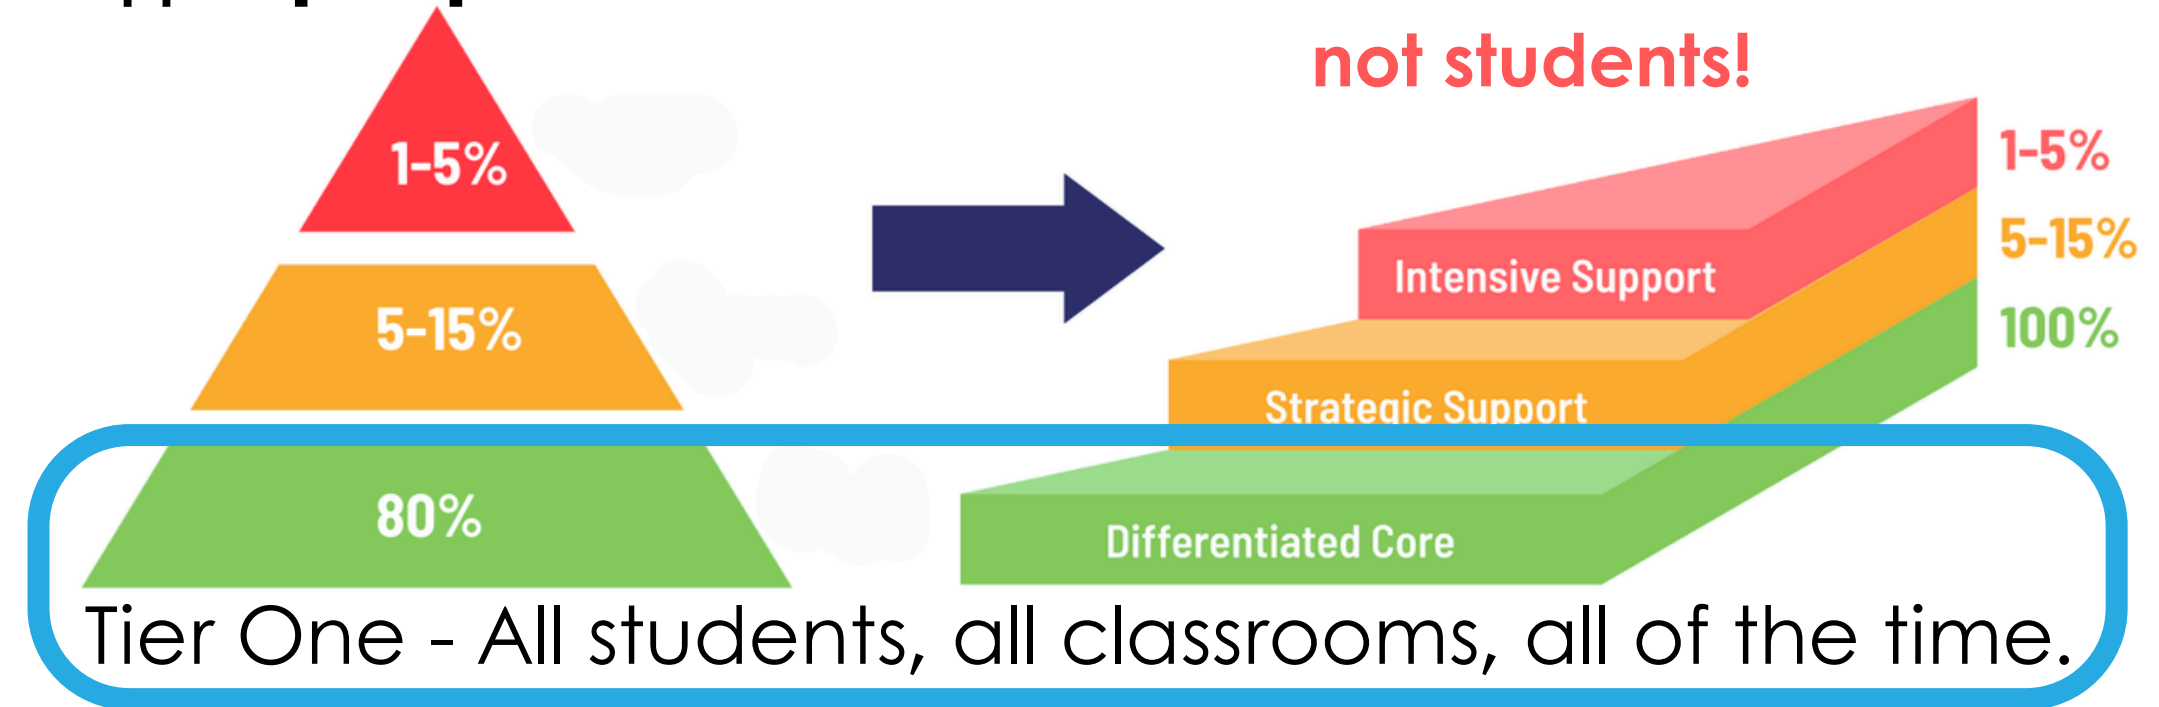 not students!
1-5%
5-15%
80%
1-5%
5-15%
100%
Intensive Support
Strategic Support
Differentiated Core
Tier One - All students, all classrooms, all of the time.